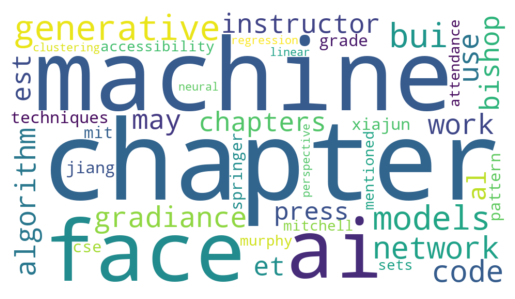 generative instructor bui use bishop
clustering accessibility regression grade attendance
est machine linear
neural
techniques may chapters xiajun work
mit chapter
jiang springer perspective mentioned al pattern
algorithm gradiance press models
face ai mitchell network
cse et murphy sets code